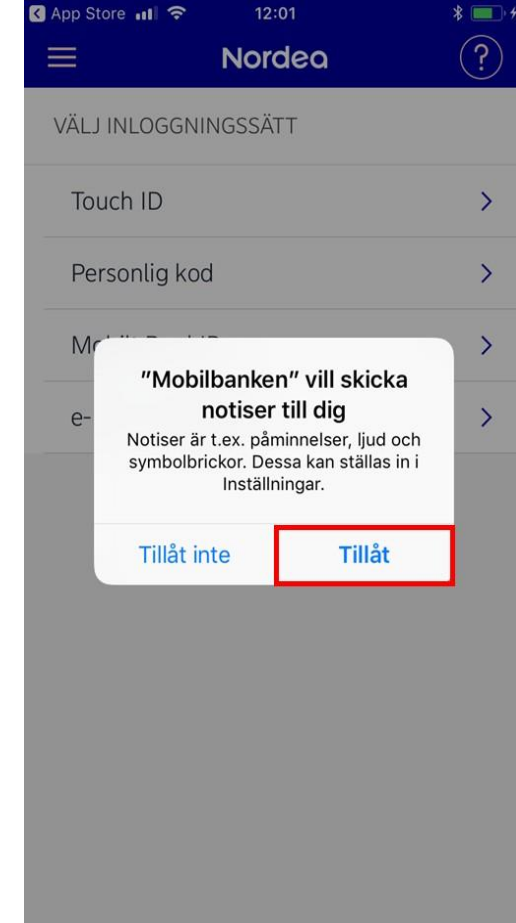 App Store 12:01
Nordea
?
VÄLJ INLOGGNINGSSÄTT
Touch ID
Personlig kod
M
e-
”Mobilbanken” vill skicka
notiser till dig
Notiser är t.ex. påminnelser, ljud och
symbolbrickor. Dessa kan ställas in i
Inställningar.
Tillåt inte Tillåt